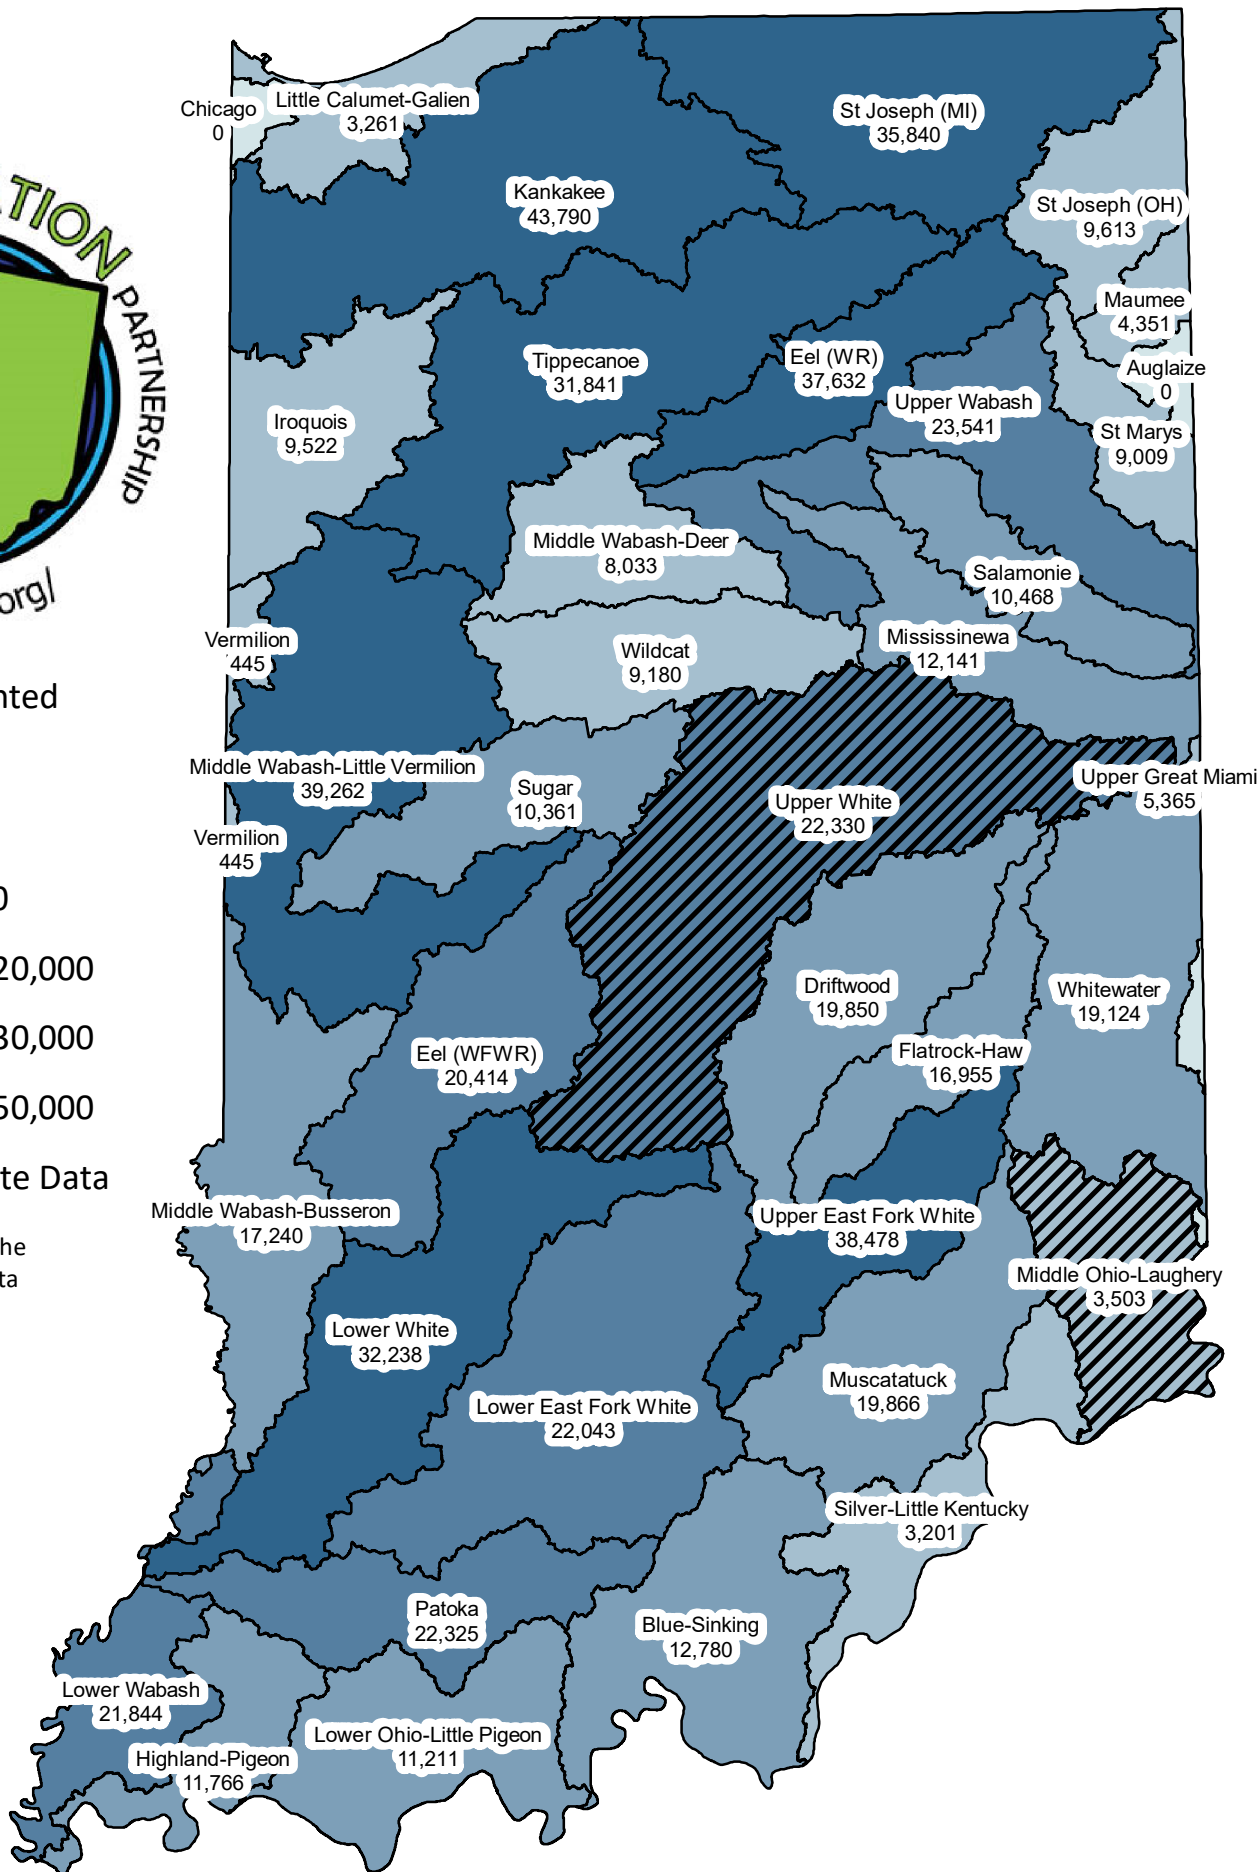 Chicago
0
Little Calumet-Galien
3,261
St Joseph (MI)
35,840
Kankakee
43,790
St Joseph (OH)
9,613
TION
PARTNERSHIP
org/
Maumee
4,351
Tippecanoe
31,841
Eel (WR)
37,632
Auglaize
0
Upper Wabash
23,541
Iroquois
9,522
St Marys
9,009
Middle Wabash-Deer
8,033
Salamonie
10,468
Vermilion
445
Wildcat
9,180
Mississinewa
12,141
nted
Middle Wabash-Little Vermilion
39,262
Sugar
10,361
Upper White
22,330
Upper Great Miami
5,365
Vermilion
445
0
20,000
30,000
50,000
te Data
he
ta
Driftwood
19,850
Whitewater
19,124
Eel (WFWR)
20,414
Flatrock-Haw
16,955
Middle Wabash-Busseron
17,240
Upper East Fork White
38,478
Middle Ohio-Laughery
3,503
Lower White
32,238
Muscatatuck
19,866
Lower East Fork White
22,043
Silver-Little Kentucky
3,201
Patoka
22,325
Blue-Sinking
12,780
Lower Wabash
21,844
Lower Ohio-Little Pigeon
11,211
Highland-Pigeon
11,766